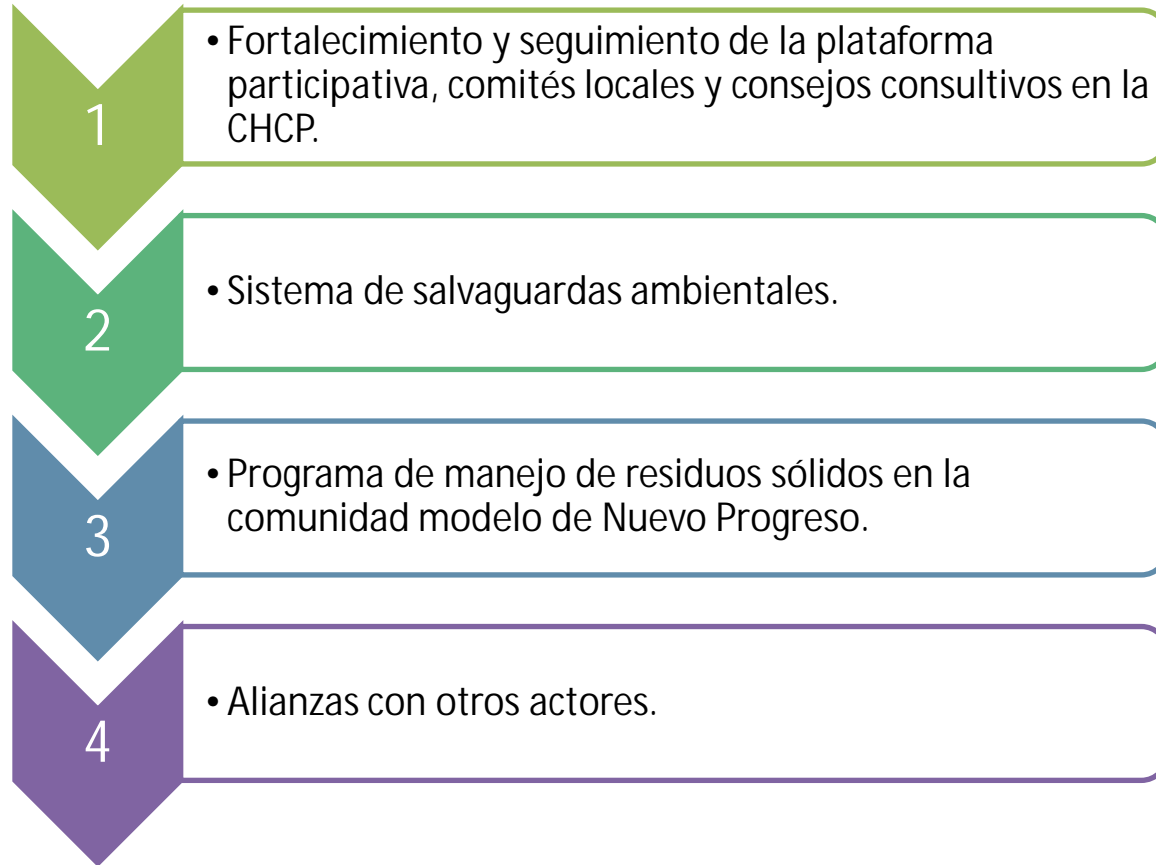 1
• Fortalecimiento y seguimiento de la plataforma
participativa, comités locales y consejos consultivos en la
CHCP.
2
• Sistema de salvaguardas ambientales.
3
• Programa de manejo de residuos sólidos en la
comunidad modelo de Nuevo Progreso.
4
• Alianzas con otros actores.